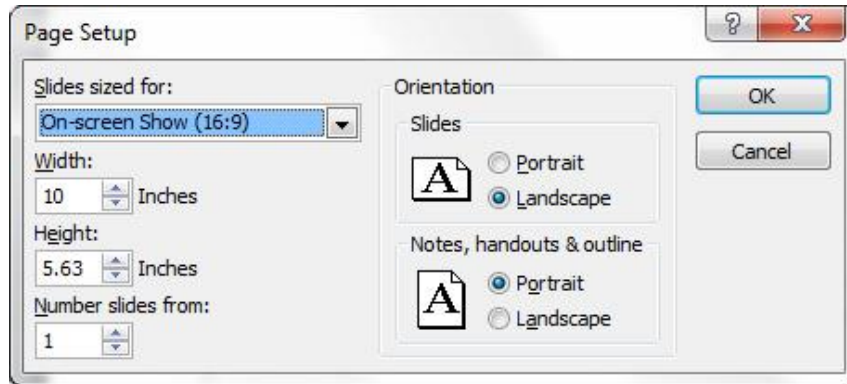 Page Setup
Slides sized for:
On-screen Show (16:9)
Width:
10 Inches
Height:
5.63 Inches
Number slides from:
1
Orientation
Slides
A
Portrait
Landscape
Notes, handouts & outline
A
Portrait
Landscape
?
OK
Cancel